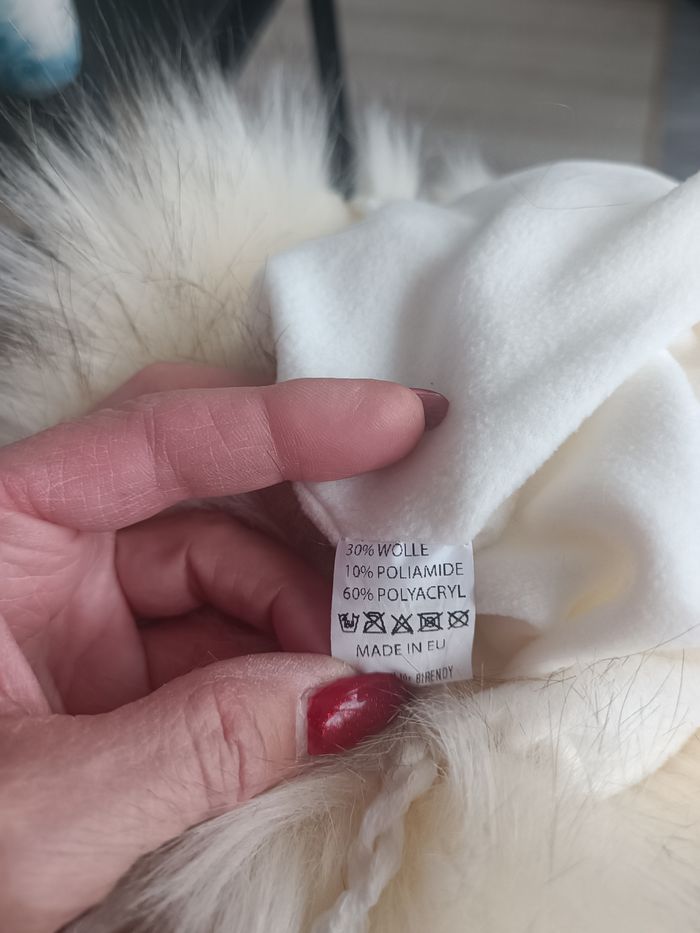 30% WOLLE
10% POLIAMIDE
60% POLYACRYL
MADE IN EU